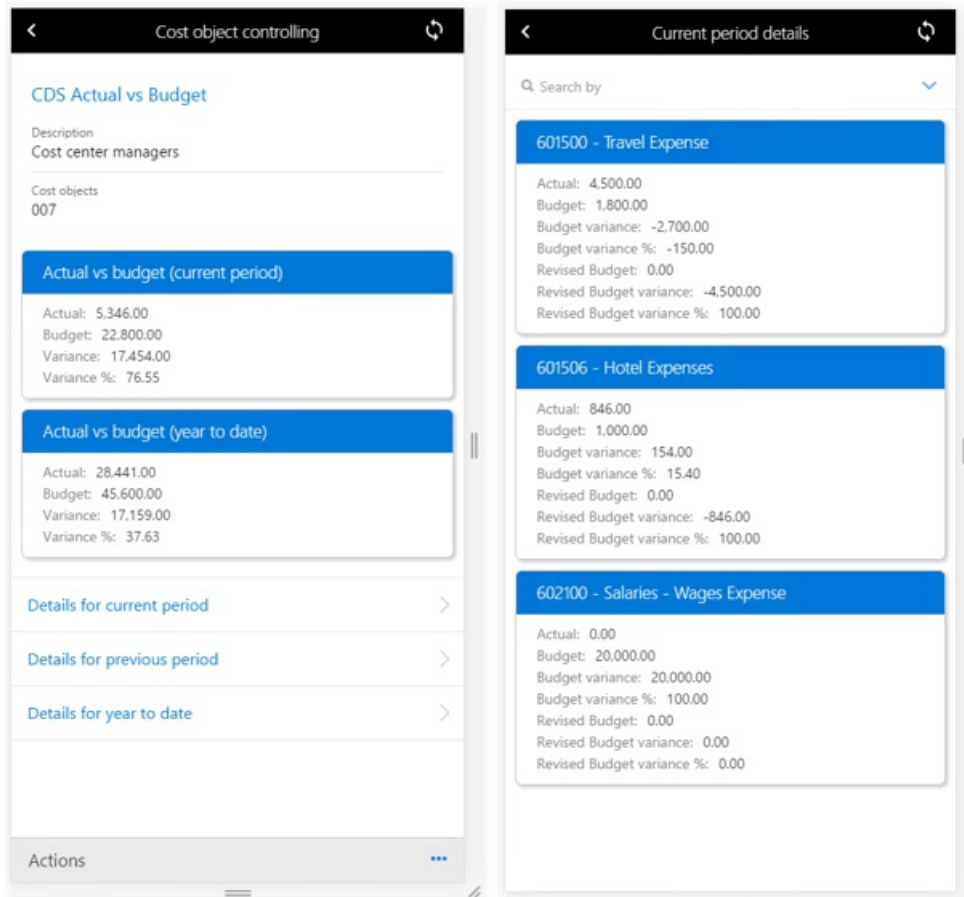 Cost object controlling
CDS Actual vs Budget
Description
Cost center managers
Cost objects
007
Actual vs budget (current period)
Actual: 5,346.00
Budget: 22,800.00
Variance: 17,454.00
Variance %: 76.55
Actual vs budget (year to date)
Actual: 28,441.00
Budget: 45,600.00
Variance: 17,159.00
Variance %: 37.63
Details for current period
Details for previous period
Details for year to date
Actions
Current period details
Search by
601500 - Travel Expense
Actual: 4,500.00
Budget: 1,800.00
Budget variance: -2,700.00
Budget variance %: -150.00
Revised Budget: 0.00
Revised Budget variance: -4,500.00
Revised Budget variance %: 100.00
601506 - Hotel Expenses
Actual: 846.00
Budget: 1,000.00
Budget variance: 154.00
Budget variance %: 15.40
Revised Budget: 0.00
Revised Budget variance: -846.00
Revised Budget variance %: 100.00
602100 - Salaries - Wages Expense
Actual: 0.00
Budget: 20,000.00
Budget variance: 20,000.00
Budget variance %: 100.00
Revised Budget: 0.00
Revised Budget variance: 0.00
Revised Budget variance %: 0.00